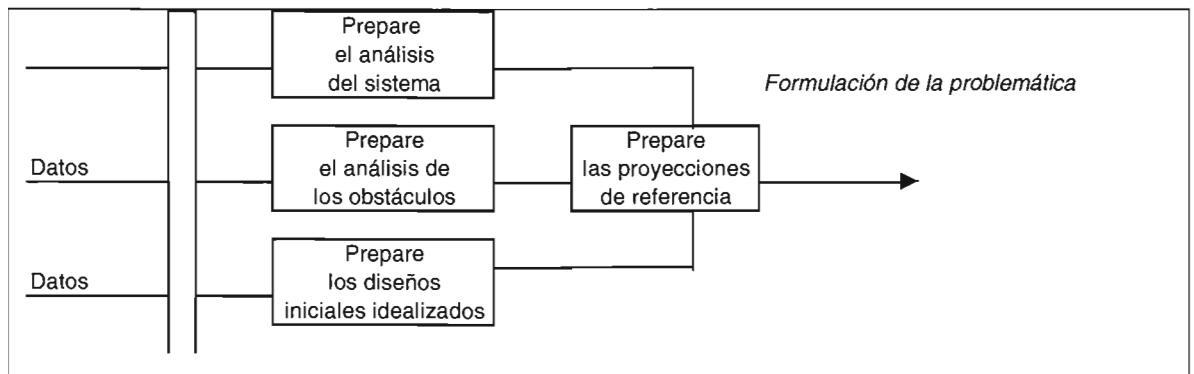 Prepare
el análisis
del sistema
Formulación de la problemática
Datos
Prepare
el análisis de
los obstáculos
Prepare
las proyecciones
de referencia
Datos
Prepare
los diseños
iniciales idealizados